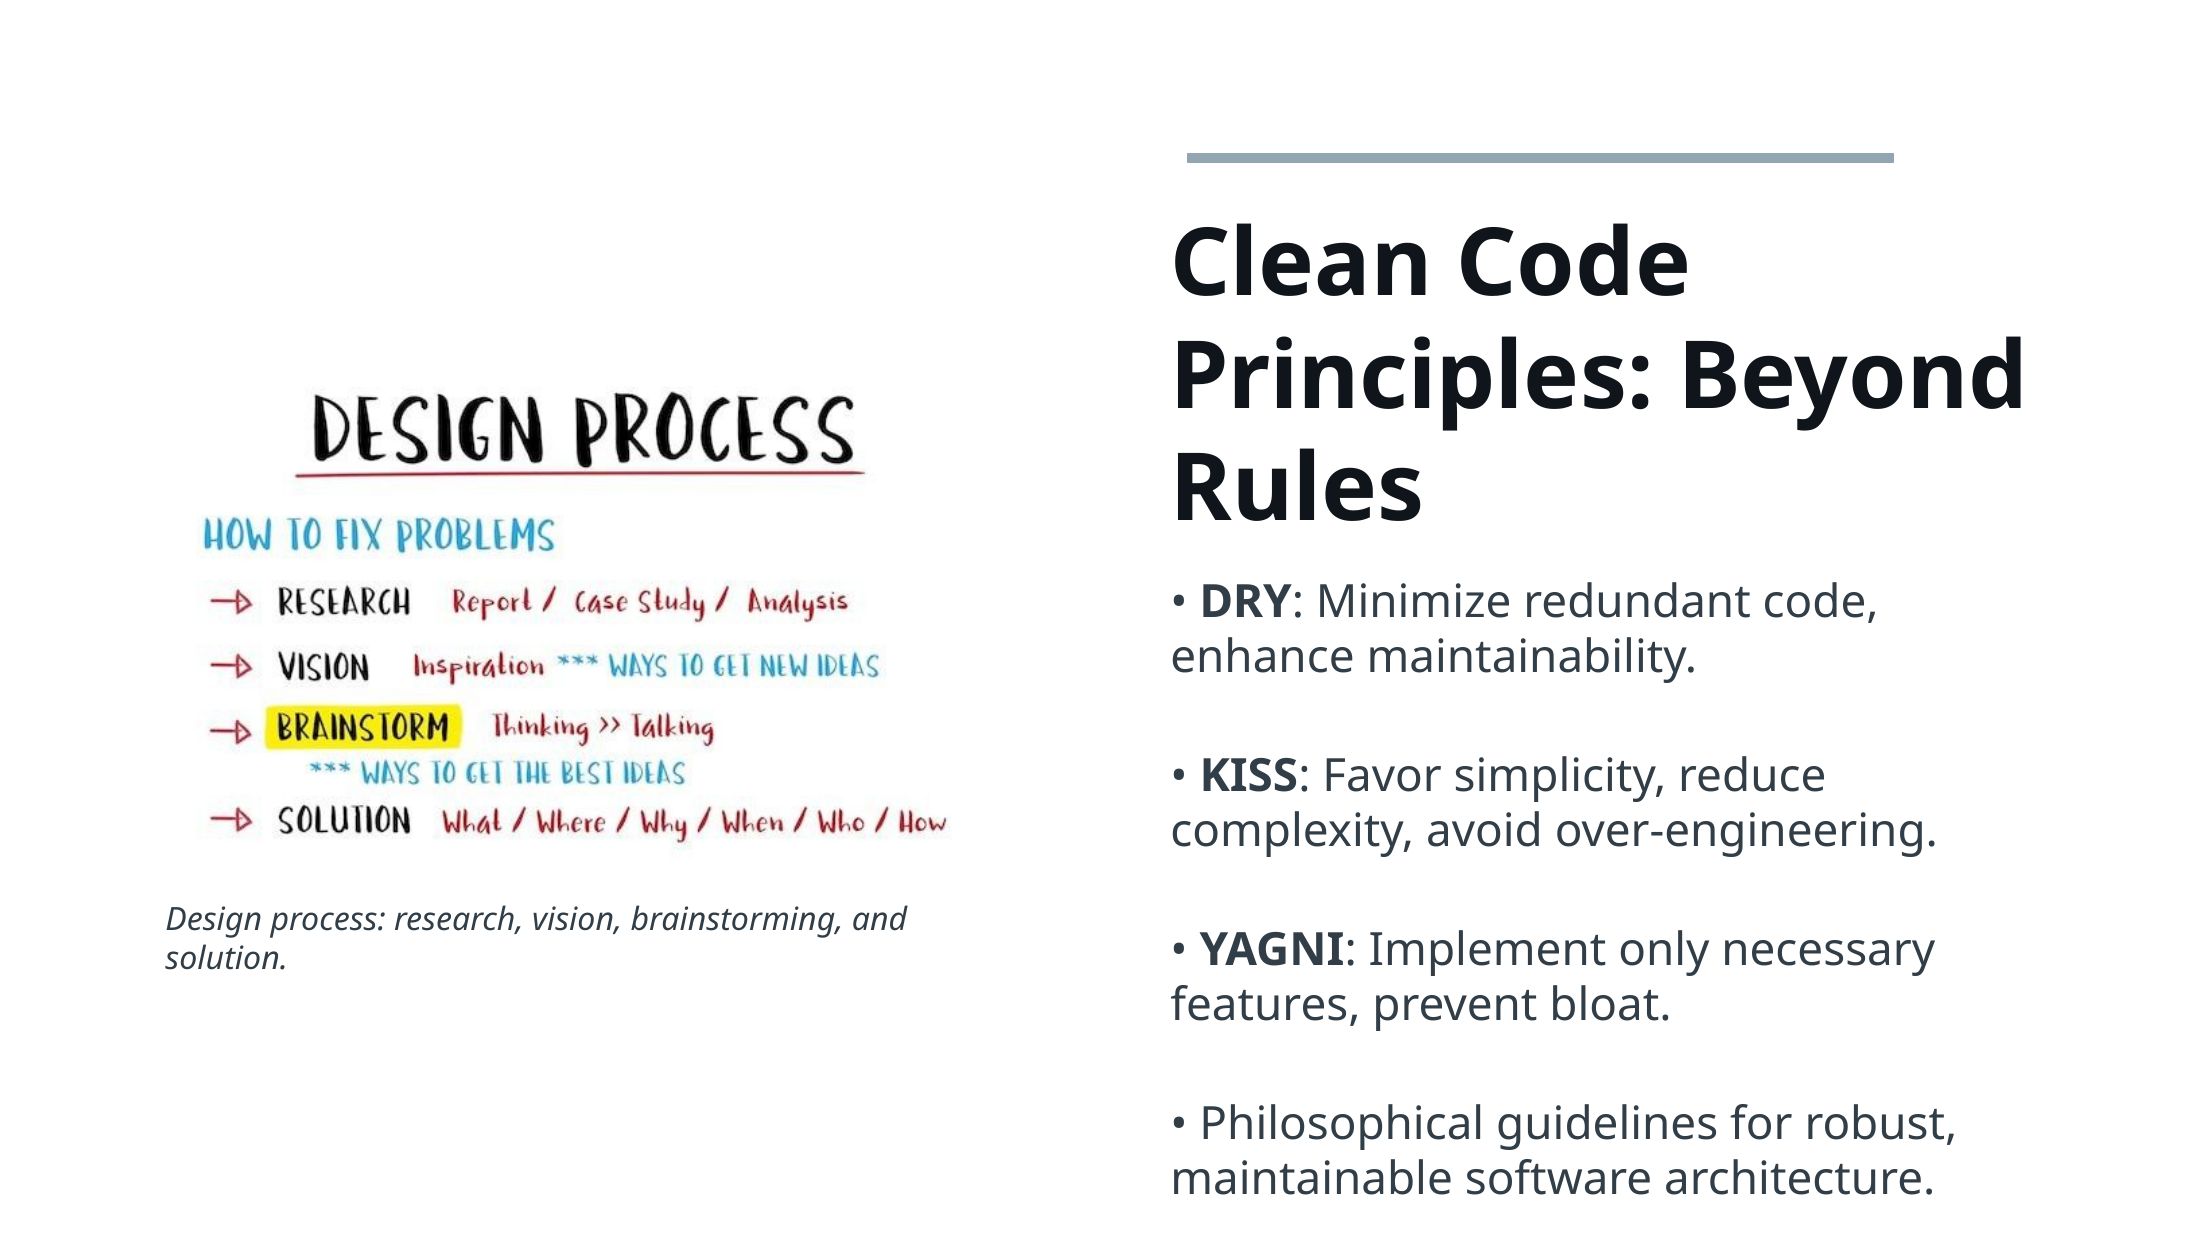 DESIGN PROCESS
HOW TO FIX PROBLEMS
RESEARCH Report / Case Study / Analysis
VISION Inspiration *** WAYS TO GET NEW IDEAS
BRAINSTORM Thinking >> Talking
*** WAYS TO GET THE BEST IDEAS
SOLUTION What / Where / Why / When / Who / How
Design process: research, vision, brainstorming, and
solution.
Clean Code
Principles: Beyond
Rules
• DRY: Minimize redundant code,
enhance maintainability.
• KISS: Favor simplicity, reduce
complexity, avoid over-engineering.
• YAGNI: Implement only necessary
features, prevent bloat.
• Philosophical guidelines for robust,
maintainable software architecture.